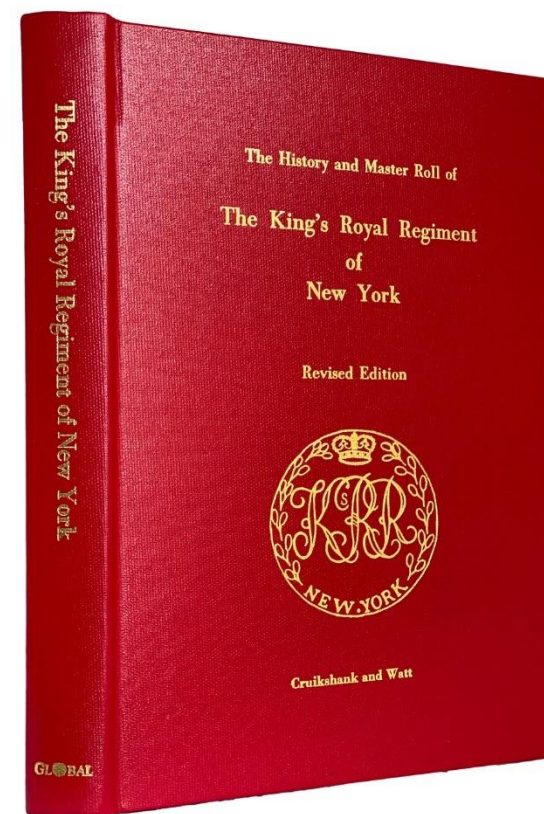 The King's Royal Regiment of New York
GLOBAL
The History and Master Roll of
The King's Royal Regiment
of
New York
Revised Edition
KRR
NEW.YORK
Cruikshank and Watt